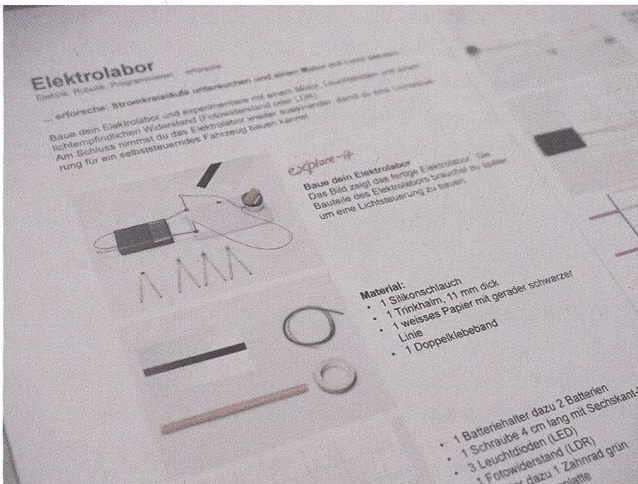 Elektrolabor
Elektrik, Robotik, Programmieren erforsche
... erforsche: Stromkreisläufe untersuchen und einen Motor mit Licht steuern
Baue dein Elektrolabor und experimentiere mit einem Motor, Leuchtdioden und einem
lichtempfindlichen Widerstand (Fotowiderstand oder LDR).
Am Schluss nimmst du das Elektrolabor wieder auseinander, damit du eine Lichtsteue-
rung für ein selbststeuerndes Fahrzeug bauen kannst.
explore-it
Baue dein Elektrolabor
Das Bild zeigt das fertige Elektrolabor. Die
Bauteile des Elektrolabors brauchst du später,
um eine Lichtsteuerung zu bauen.
Material:
• 1 Silikonschlauch
• 1 Trinkhalm, 11 mm dick
• 1 weisses Papier mit gerader schwarzer
Linie
• 1 Doppelklebeband
• 1 Batteriehalter dazu 2 Batterien
• 1 Schraube 4 cm lang mit Sechskant-
• 3 Leuchtdioden (LED)
• 1 Fotowiderstand (LDR)
dazu 1 Zahnrad grün